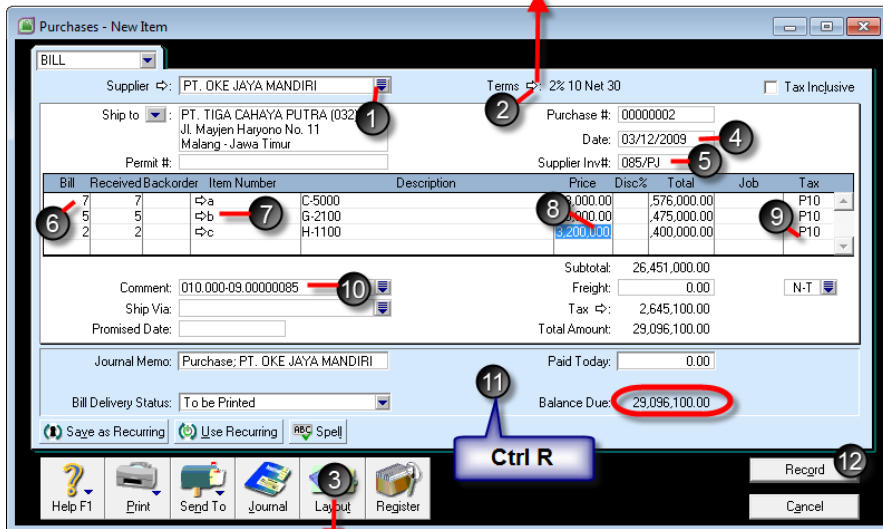 Purchases - New Item
BILL
Supplier : PT. OKE JAYA MANDIRI 1 Terms : 2% 10 Net 30 2 Tax Inclusive
Ship to : PT. TIGA CAHAYA PUTRA (032) Purchase #: 00000002
Jl. Mayjen Haryono No. 11 Date: 03/12/2009 4
Malang - Jawa Timur
Permit #: Supplier Inv#: 085/PJ 5
Bill Received Backorder Item Number Description Price Disc% Total Job Tax
7 7 a C-5000 ,000.00 ,576,000.00 P10
6 5 5 b 7 G-2100 8 ,000.00 ,475,000.00 9 P10
2 2 c H-1100 3,200,000 ,400,000.00 P10
Subtotal: 26,451,000.00
Comment: 010.000-09.00000085 10 Freight: 0.00 N-T
Ship Via: Tax : 2,645,100.00
Promised Date: Total Amount: 29,096,100.00
Journal Memo: Purchase; PT. OKE JAYA MANDIRI Paid Today: 0.00
11
Bill Delivery Status: To be Printed Balance Due: 29,096,100.00
Save as Recurring Use Recurring ABC Spell
Ctrl R
Help F1 Print Send To Journal Layout 3 Register
Record 12
Cancel